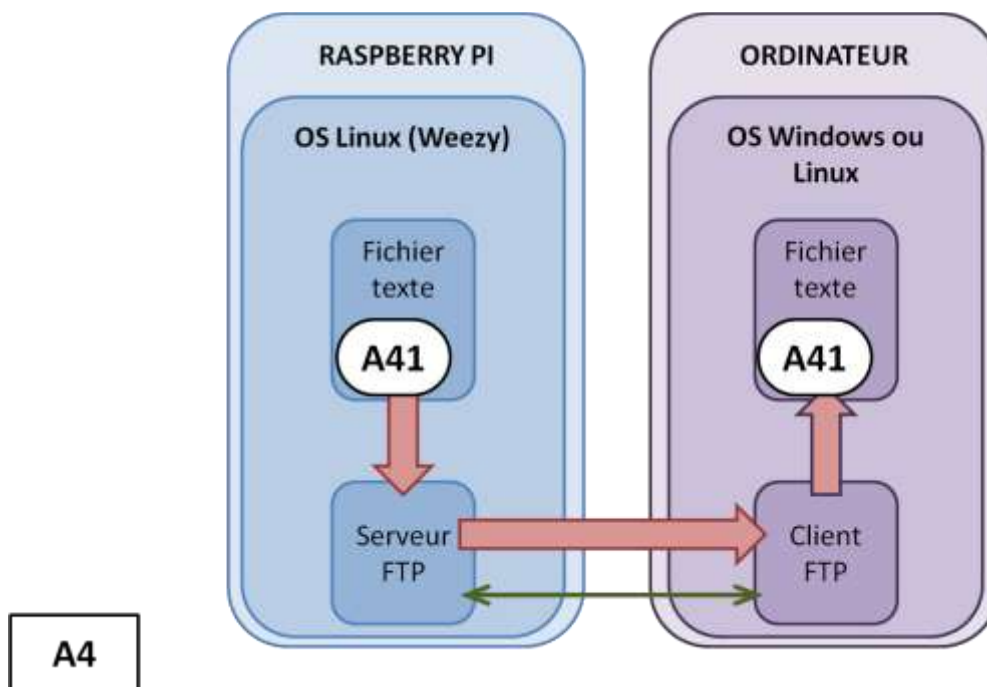 RASPBERRY PI
OS Linux (Weezy)
Fichier
texte
A41
Serveur
FTP
ORDINATEUR
OS Windows ou
Linux
Fichier
texte
A41
Client
FTP
A4